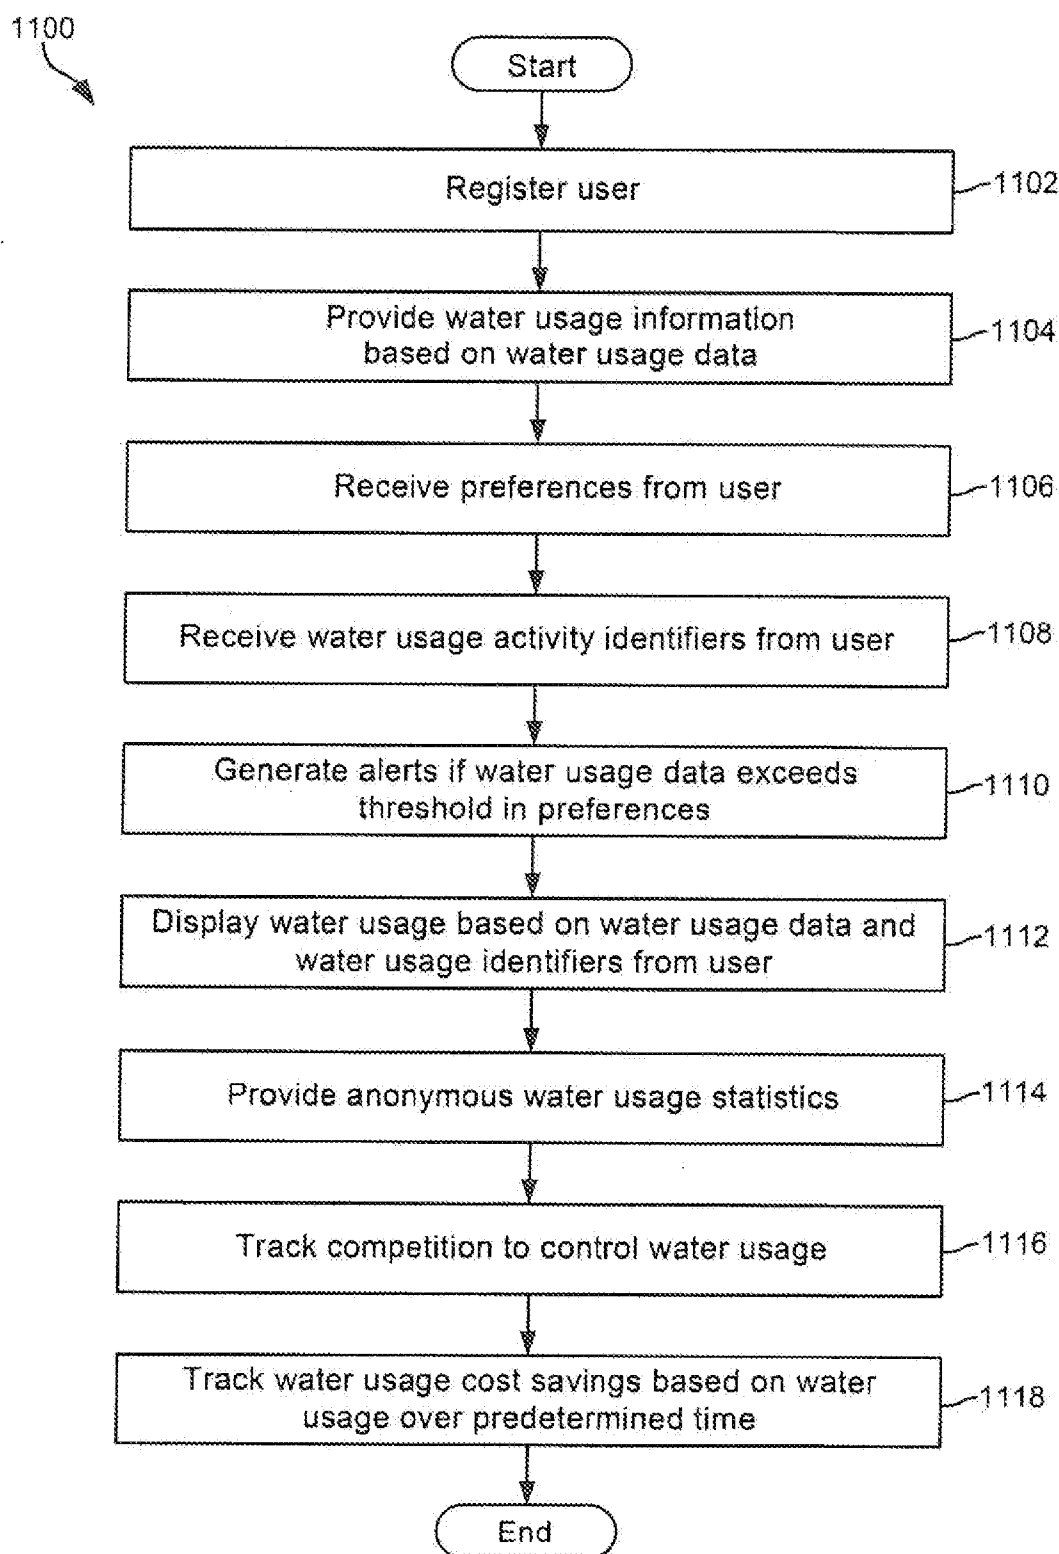 1100
Start
Register user
1102
Provide water usage information
based on water usage data
1104
Receive preferences from user
1106
Receive water usage activity identifiers from user
1108
Generate alerts if water usage data exceeds
threshold in preferences
1110
Display water usage based on water usage data and
water usage identifiers from user
1112
Provide anonymous water usage statistics
1114
Track competition to control water usage
1116
Track water usage cost savings based on water
usage over predetermined time
1118
End